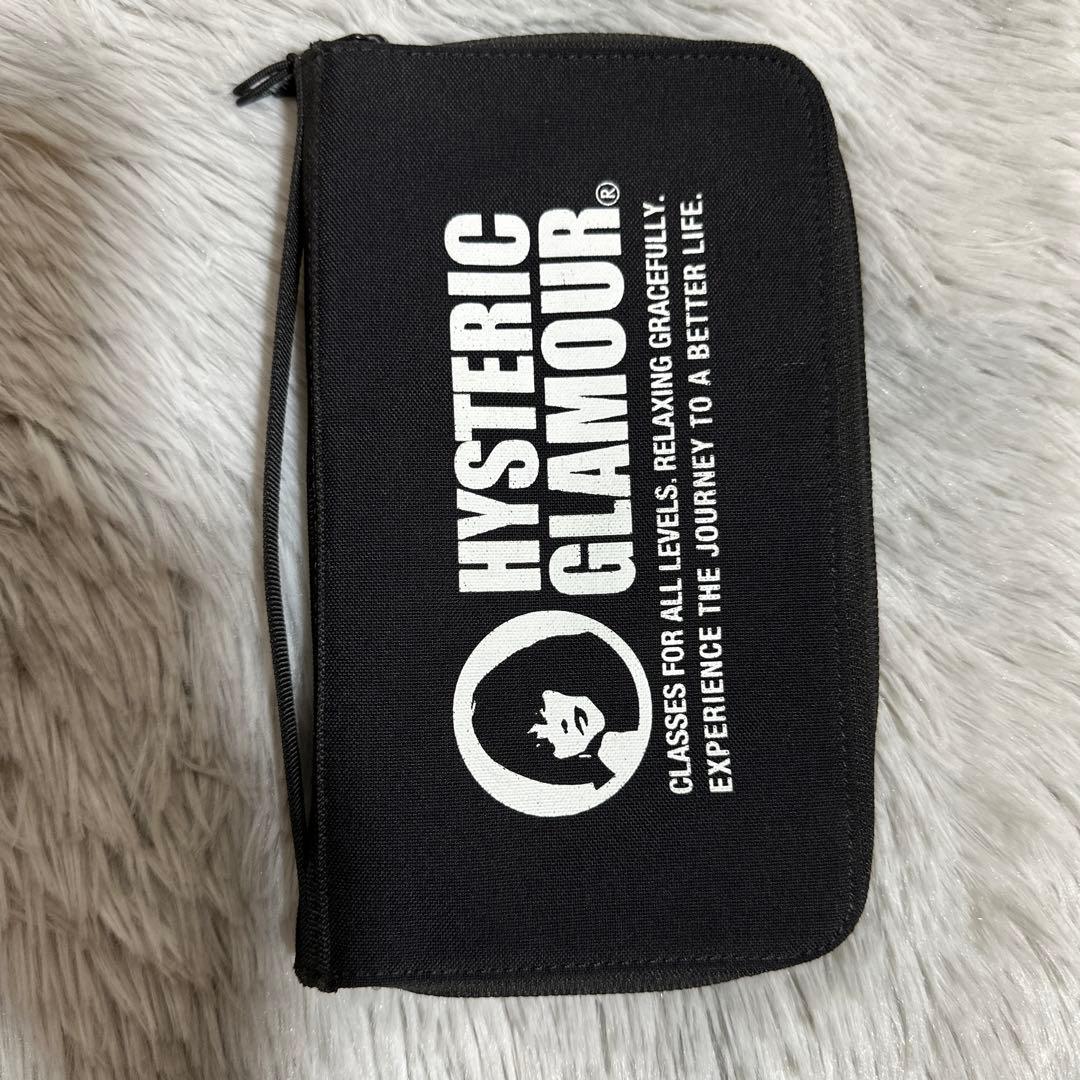 HYSTERIC
GLAMOUR®
CLASSES FOR ALL LEVELS. RELAXING GRACEFULLY.
EXPERIENCE THE JOURNEY TO A BETTER LIFE.